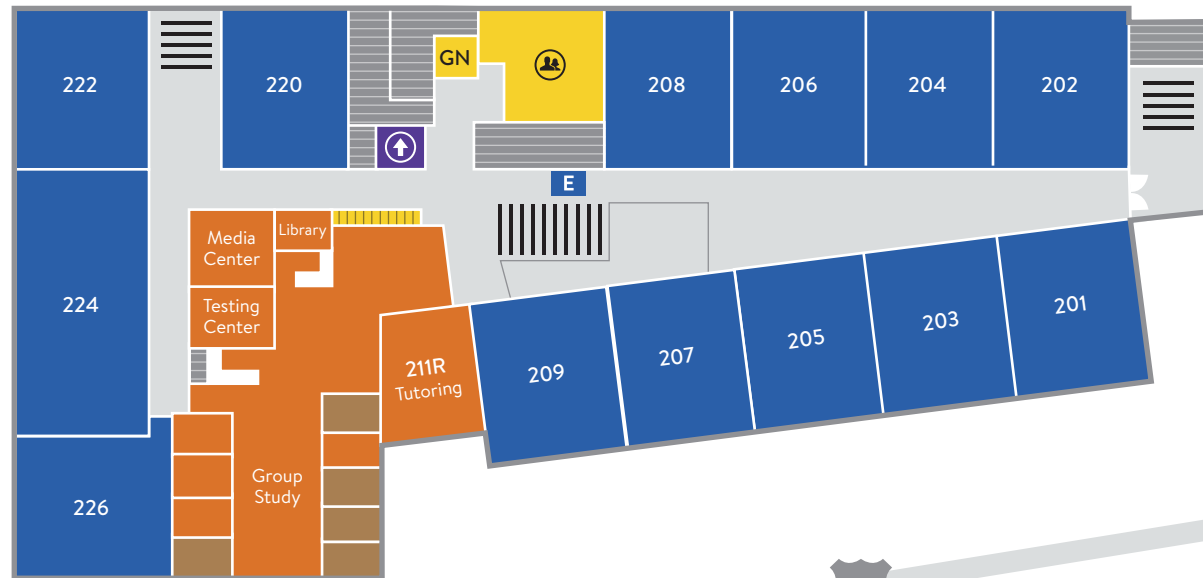 222
220
GN
208
206
204
202
E
Media
Center
Library
Testing
Center
224
211R
Tutoring
209
207
205
203
201
226
Group
Study